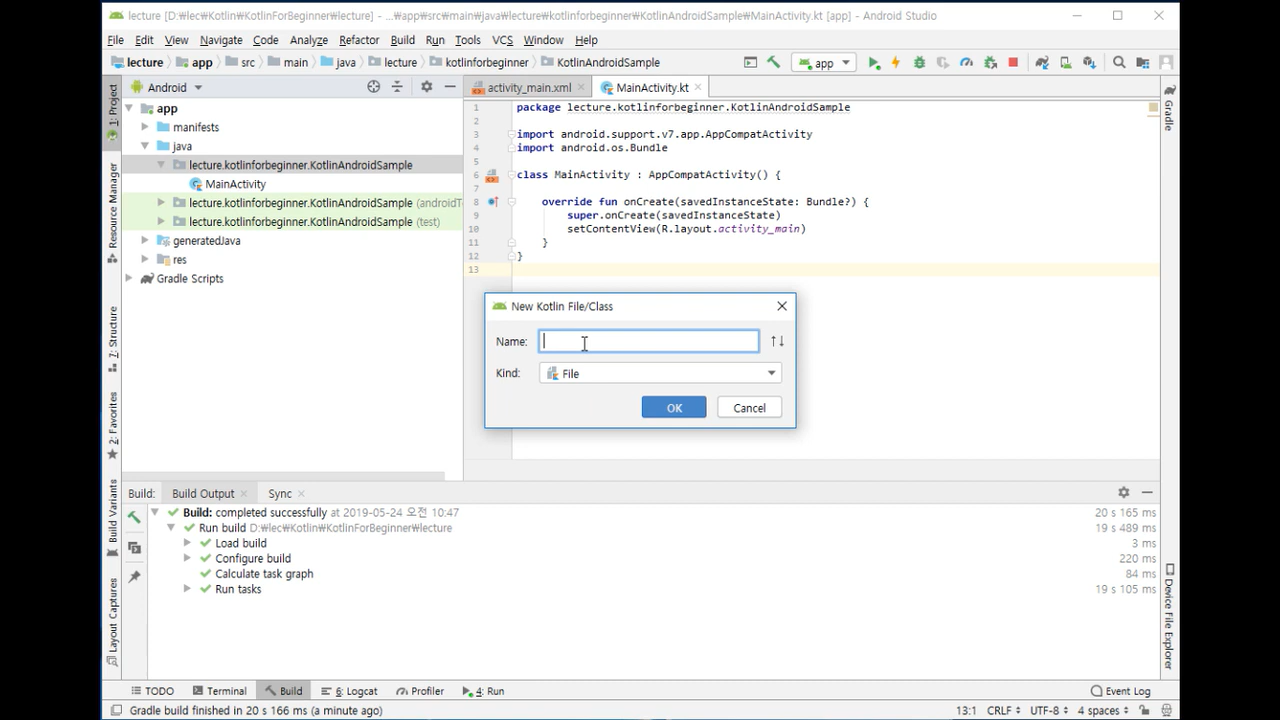 lecture [D:₩lec₩Kotlin₩KotlinForBeginner₩lecture] - ...₩app₩src₩main₩java₩lecture₩kotlinforbeginner₩KotlinAndroidSample₩MainActivity.kt [app] - Android Studio
File Edit View Navigate Code Analyze Refactor Build Run Tools VCS Window Help
lecture app src main java lecture kotlinforbeginner KotlinAndroidSample app
1: Project
Resource Manager
7: Structure
2: Favorites
Build Variants
Layout Captures
Android
app
manifests
java
lecture.kotlinforbeginner.KotlinAndroidSample
MainActivity
lecture.kotlinforbeginner.KotlinAndroidSample (androidT
lecture.kotlinforbeginner.KotlinAndroidSample (test)
generatedJava
res
Gradle Scripts
activity_main.xml MainActivity.kt
1 package lecture.kotlinforbeginner.KotlinAndroidSample
2
3 import android.support.v7.app.AppCompatActivity
4 import android.os.Bundle
5
6 class MainActivity : AppCompatActivity() {
7
8 override fun onCreate(savedInstanceState: Bundle?) {
9 super.onCreate(savedInstanceState)
10 setContentView(R.layout.activity_main)
11 }
12 }
13
New Kotlin File/Class
Name:
Kind: File
OK Cancel
Gradle
Device File Explorer
Build: Build Output Sync
Build: completed successfully at 2019-05-24 오전 10:47 20 s 165 ms
Run build D:₩lec₩Kotlin₩KotlinForBeginner₩lecture 19 s 489 ms
Load build 3 ms
Configure build 220 ms
Calculate task graph 84 ms
Run tasks 19 s 105 ms
TODO Terminal Build 6: Logcat Profiler 4: Run Event Log
Gradle build finished in 20 s 166 ms (a minute ago) 13:1 CRLF UTF-8 4 spaces